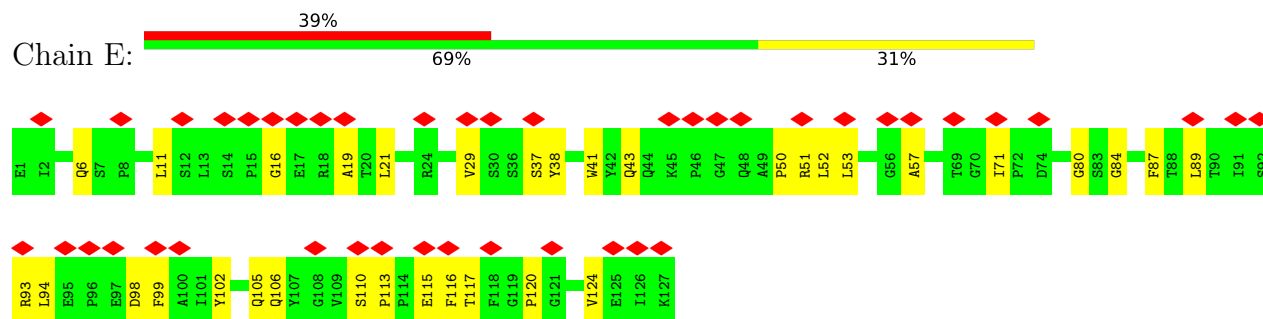 39%
Chain E:
69% 31%
E1 I2 Q6 S7 P8 L11 S12 L13 S14 P15 G16 E17 R18 A19 T20 L21 R24 V29 S30 S36 S37 Y38 W41 Y42 Q43 Q44 K45 P46 G47 Q48 A49 P50 R51 L52 L53 G56 A57 T69 G70 I71 P72 D74 G80 S83 G84 F87 T88 L89 T90 I91 S92
R93 L94 E95 P96 E97 D98 F99 A100 I101 Y102 Q105 Q106 Y107 G108 V109 S110 P113 P114 E115 F116 T117 F118 G119 P120 G121 V124 E125 I126 K127